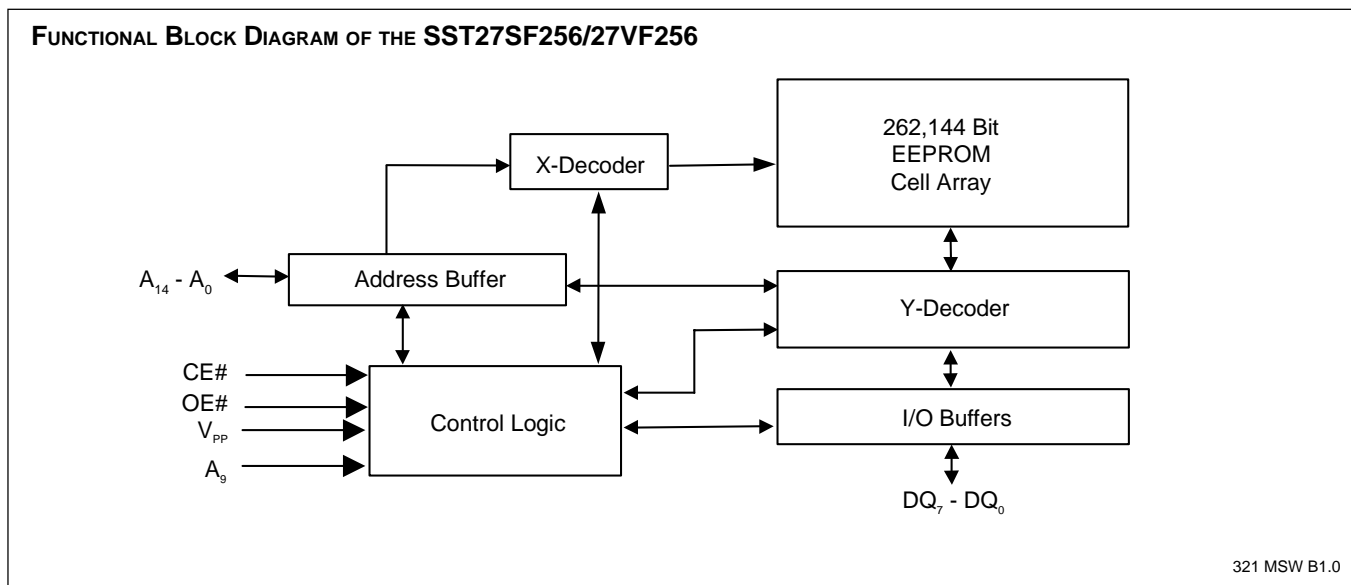 FUNCTIONAL BLOCK DIAGRAM OF THE SST27SF256/27VF256
262,144 Bit
EEPROM
Cell Array
X-Decoder
A14 - A0
Address Buffer
Y-Decoder
CE#
OE#
VPP
A9
Control Logic
I/O Buffers
DQ7 - DQ0
321 MSW B1.0